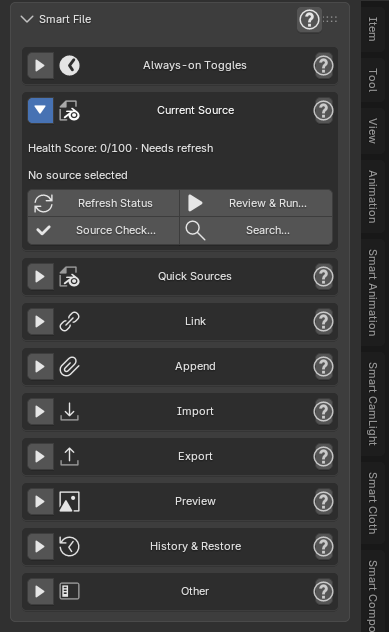 Smart File
Always-on Toggles
Current Source
Health Score: 0/100 · Needs refresh
No source selected
Refresh Status
Review & Run...
Source Check...
Search...
Quick Sources
Link
Append
Import
Export
Preview
History & Restore
Other
Item
Tool
View
Animation
Smart Animation
Smart CamLight
Smart Cloth
Smart Compo